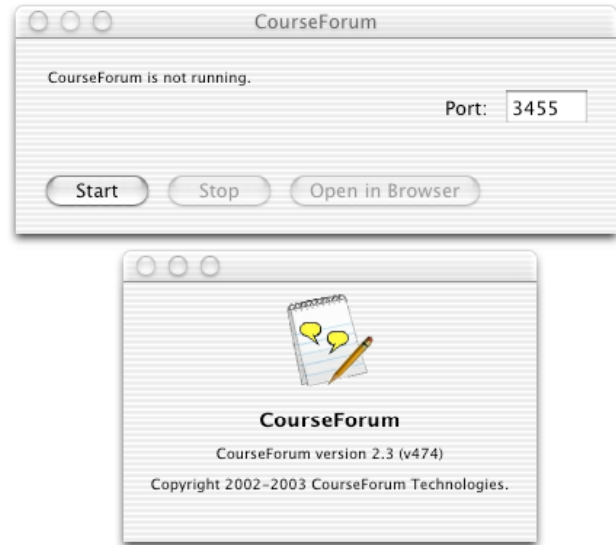 CourseForum
CourseForum is not running.
Port: 3455
Start Stop Open in Browser
CourseForum
CourseForum version 2.3 (v474)
Copyright 2002-2003 CourseForum Technologies.